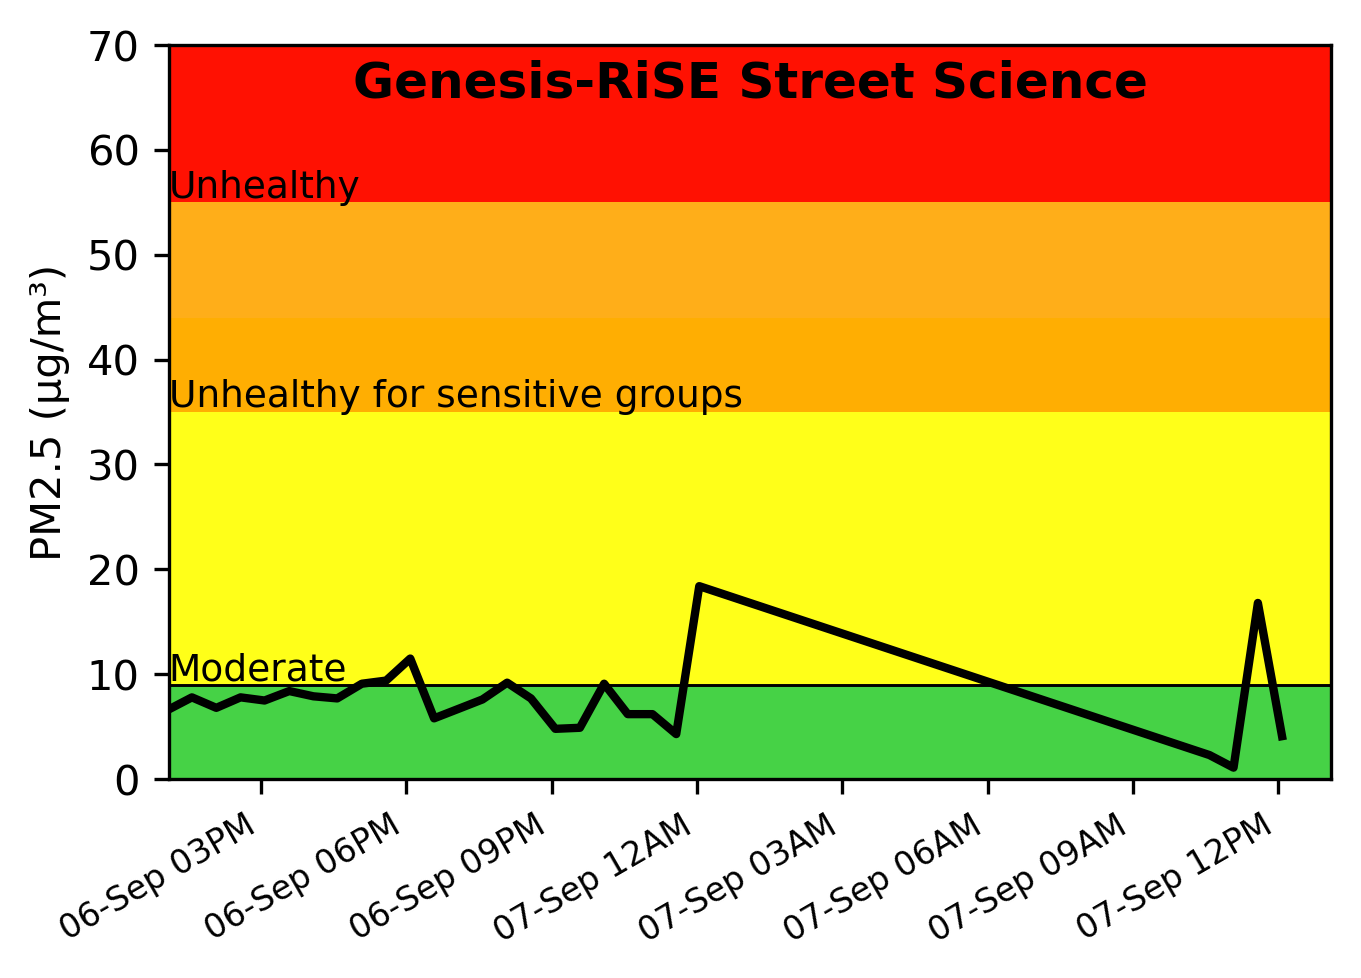 Genesis-RiSE Street Science
70
60
Unhealthy
50
40
Unhealthy for sensitive groups
30
20
10
Moderate
0
PM2.5 (µg/m³)
06-Sep 03PM
06-Sep 06PM
06-Sep 09PM
07-Sep 12AM
07-Sep 03AM
07-Sep 06AM
07-Sep 09AM
07-Sep 12PM